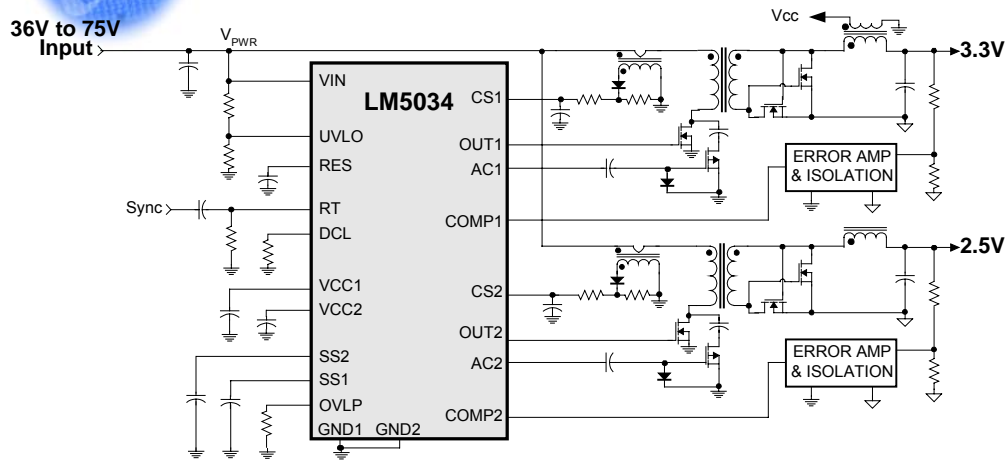 36V to 75V
Input
V_PWR
Vcc
3.3V
LM5034
VIN
CS1
UVLO
OUT1
RES
AC1
ERROR AMP
& ISOLATION
Sync
RT
COMP1
DCL
2.5V
VCC1
CS2
VCC2
OUT2
SS2
AC2
ERROR AMP
& ISOLATION
SS1
OVLP
COMP2
GND1 GND2